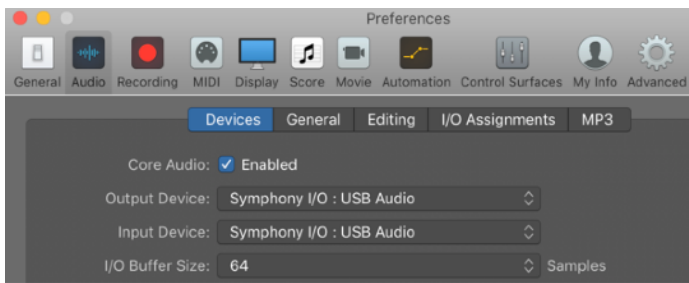 Preferences
General Audio Recording MIDI Display Score Movie Automation Control Surfaces My Info Advanced
Devices General Editing I/O Assignments MP3
Core Audio: Enabled
Output Device: Symphony I/O : USB Audio
Input Device: Symphony I/O : USB Audio
I/O Buffer Size: 64 Samples